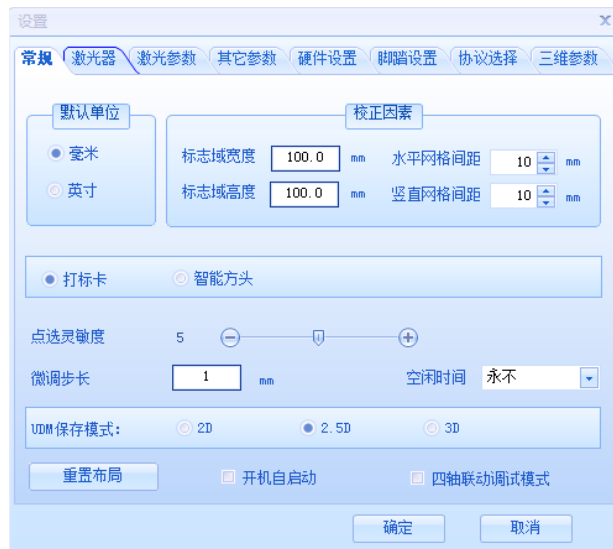 设置
常规 激光器 激光参数 其它参数 硬件设置 脚踏设置 协议选择 三维参数
默认单位 校正因素
毫米 标志域宽度 100.0 mm 水平网格间距 10 mm
英寸 标志域高度 100.0 mm 竖直网格间距 10 mm
打标卡 智能方头
点选灵敏度 5
微调步长 1 mm 空闲时间 永不
UDM保存模式: 2D 2.5D 3D
重置布局 开机自启动 四轴联动调试模式
确定 取消